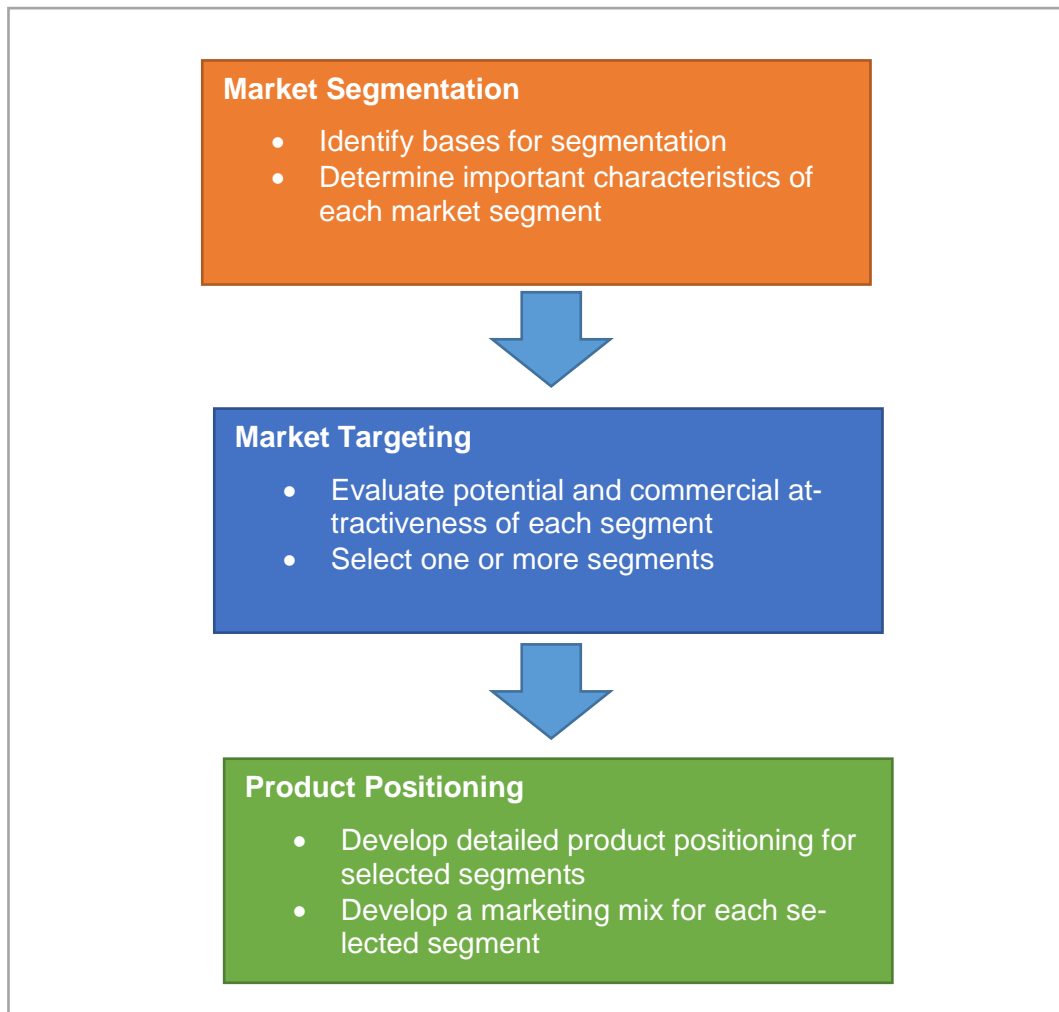 Market Segmentation
• Identify bases for segmentation
• Determine important characteristics of
each market segment
Market Targeting
• Evaluate potential and commercial at-
tractiveness of each segment
• Select one or more segments
Product Positioning
• Develop detailed product positioning for
selected segments
• Develop a marketing mix for each se-
lected segment